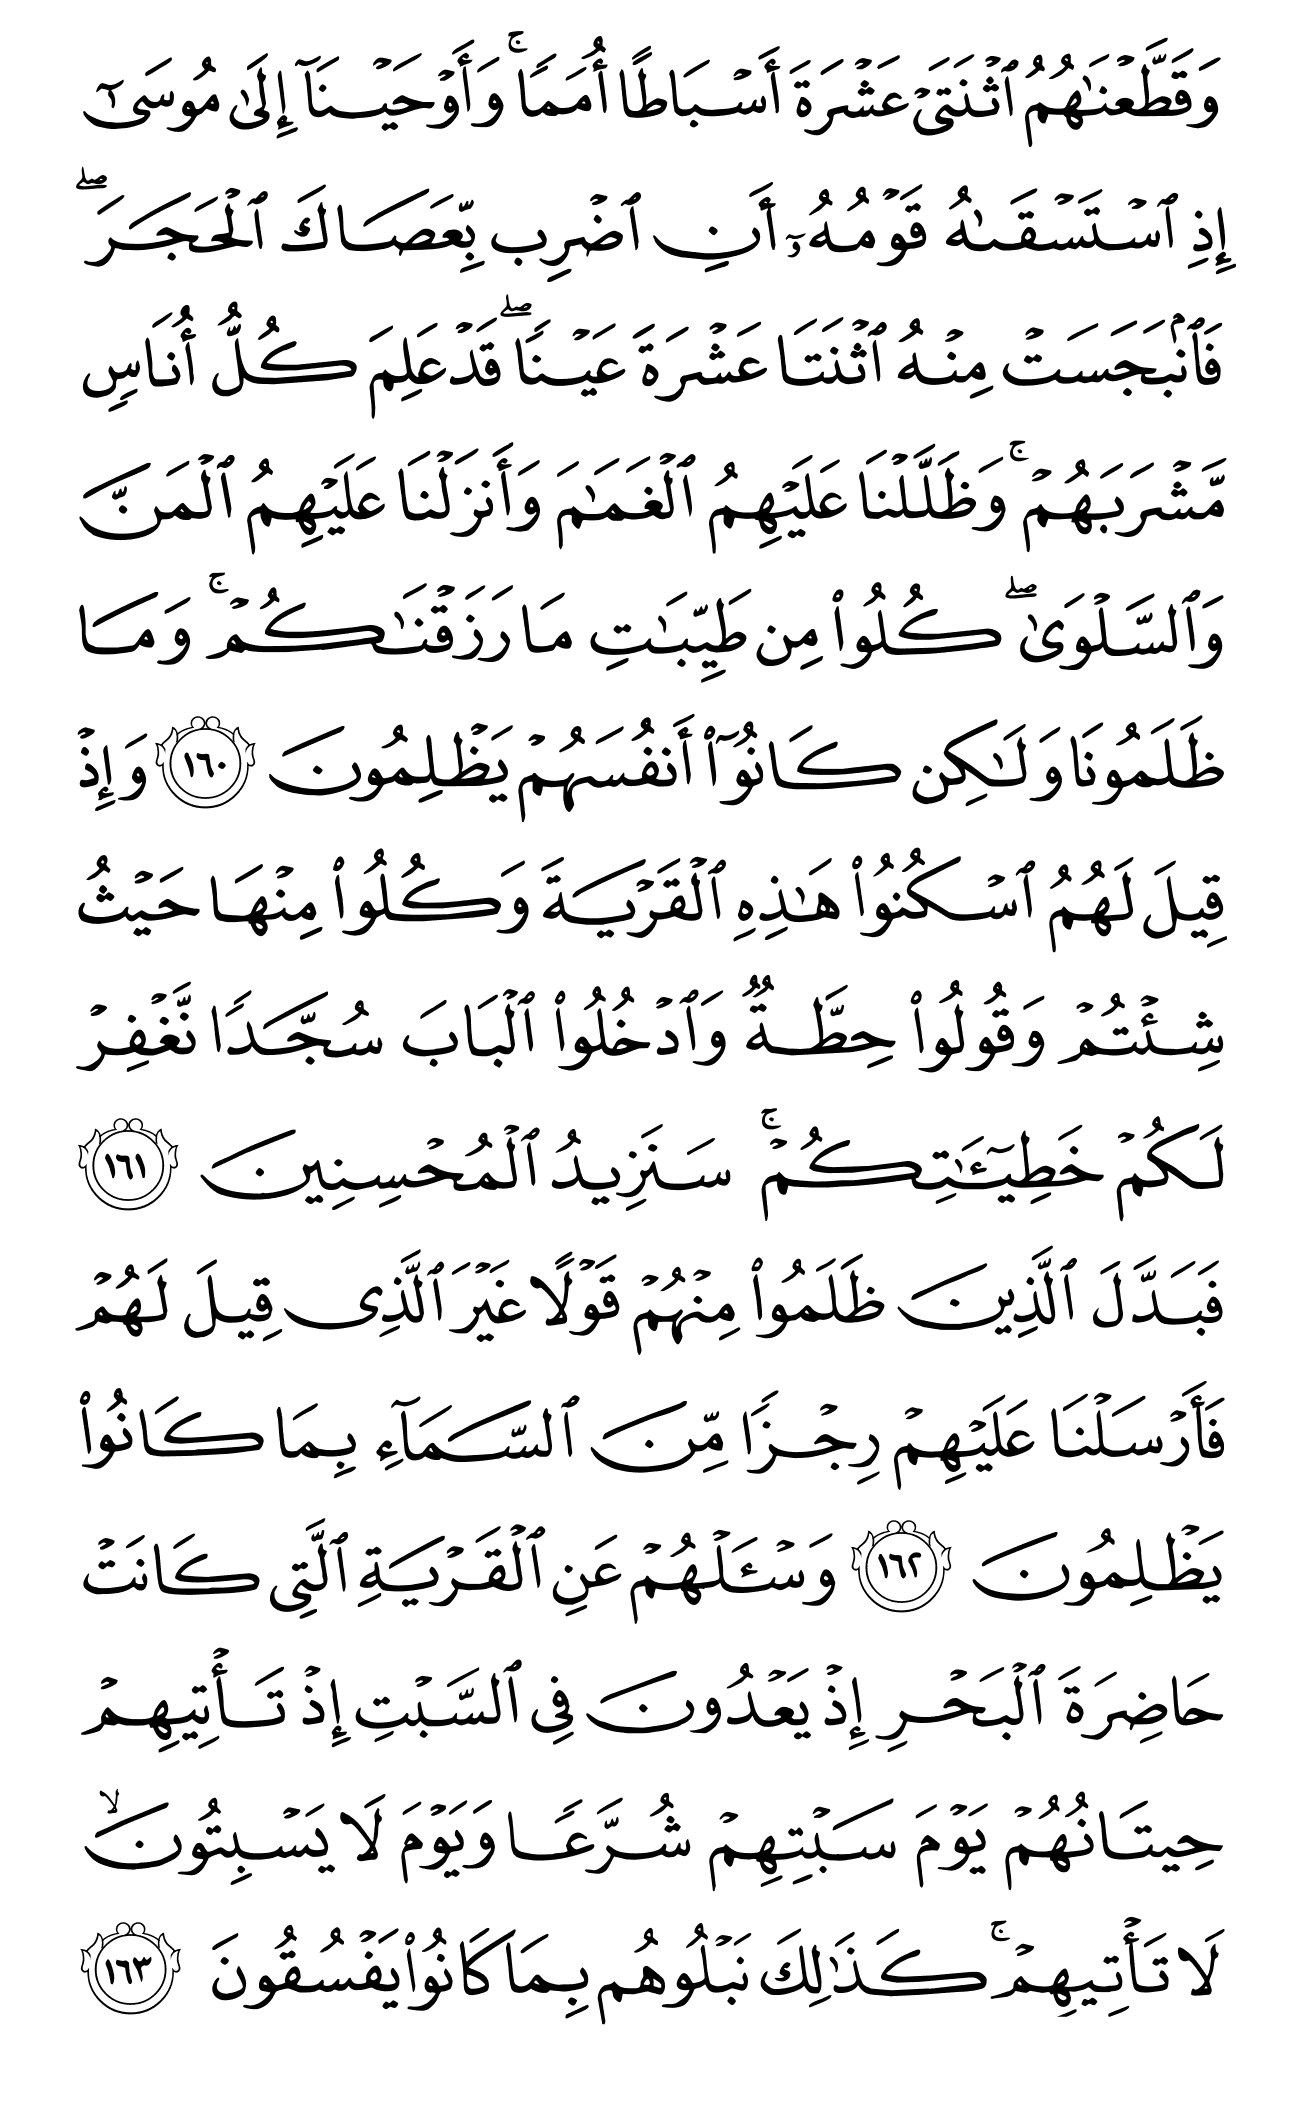 وَقَطَّعۡنَٰهُمُ ٱثۡنَتَيۡ عَشۡرَةَ أَسۡبَاطًا أُمَمٗاۚ وَأَوۡحَيۡنَآ إِلَىٰ مُوسَىٰٓ
إِذِ ٱسۡتَسۡقَىٰهُ قَوۡمُهُۥٓ أَنِ ٱضۡرِب بِّعَصَاكَ ٱلۡحَجَرَۖ
فَٱنۢبَجَسَتۡ مِنۡهُ ٱثۡنَتَا عَشۡرَةَ عَيۡنٗاۖ قَدۡ عَلِمَ كُلُّ أُنَاسٖ
مَّشۡرَبَهُمۡۚ وَظَلَّلۡنَا عَلَيۡهِمُ ٱلۡغَمَٰمَ وَأَنزَلۡنَا عَلَيۡهِمُ ٱلۡمَنَّ
وَٱلسَّلۡوَىٰۖ كُلُواْ مِن طَيِّبَٰتِ مَا رَزَقۡنَٰكُمۡۚ وَمَا
ظَلَمُونَا وَلَٰكِن كَانُوٓاْ أَنفُسَهُمۡ يَظۡلِمُونَ ١٦٠ وَإِذۡ
قِيلَ لَهُمُ ٱسۡكُنُواْ هَٰذِهِ ٱلۡقَرۡيَةَ وَكُلُواْ مِنۡهَا حَيۡثُ
شِئۡتُمۡ وَقُولُواْ حِطَّةٞ وَٱدۡخُلُواْ ٱلۡبَابَ سُجَّدٗا نَّغۡفِرۡ
لَكُمۡ خَطِيٓـَٰٔتِكُمۡۚ سَنَزِيدُ ٱلۡمُحۡسِنِينَ ١٦١
فَبَدَّلَ ٱلَّذِينَ ظَلَمُواْ مِنۡهُمۡ قَوۡلًا غَيۡرَ ٱلَّذِي قِيلَ لَهُمۡ
فَأَرۡسَلۡنَا عَلَيۡهِمۡ رِجۡزٗا مِّنَ ٱلسَّمَآءِ بِمَا كَانُواْ
يَظۡلِمُونَ ١٦٢ وَسۡـَٔلۡهُمۡ عَنِ ٱلۡقَرۡيَةِ ٱلَّتِي كَانَتۡ
حَاضِرَةَ ٱلۡبَحۡرِ إِذۡ يَعۡدُونَ فِي ٱلسَّبۡتِ إِذۡ تَأۡتِيهِمۡ
حِيتَانُهُمۡ يَوۡمَ سَبۡتِهِمۡ شُرَّعٗا وَيَوۡمَ لَا يَسۡبِتُونَۙ
لَا تَأۡتِيهِمۡۚ كَذَٰلِكَ نَبۡلُوهُم بِمَا كَانُواْ يَفۡسُقُونَ ١٦٣